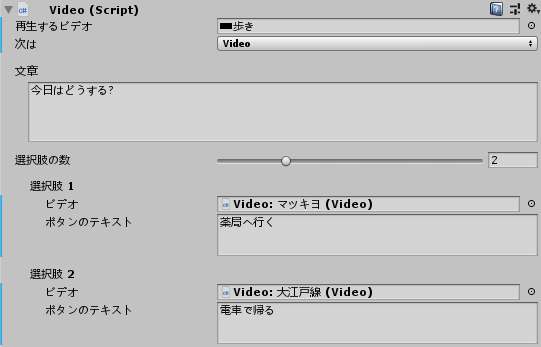 Video (Script)
再生するビデオ 歩き
次は Video
文章
今日はどうする?
選択肢の数 2
選択肢 1
ビデオ Video: マッキヨ (Video)
ボタンのテキスト 薬局へ行く
選択肢 2
ビデオ Video: 大江戸線 (Video)
ボタンのテキスト 電車で帰る